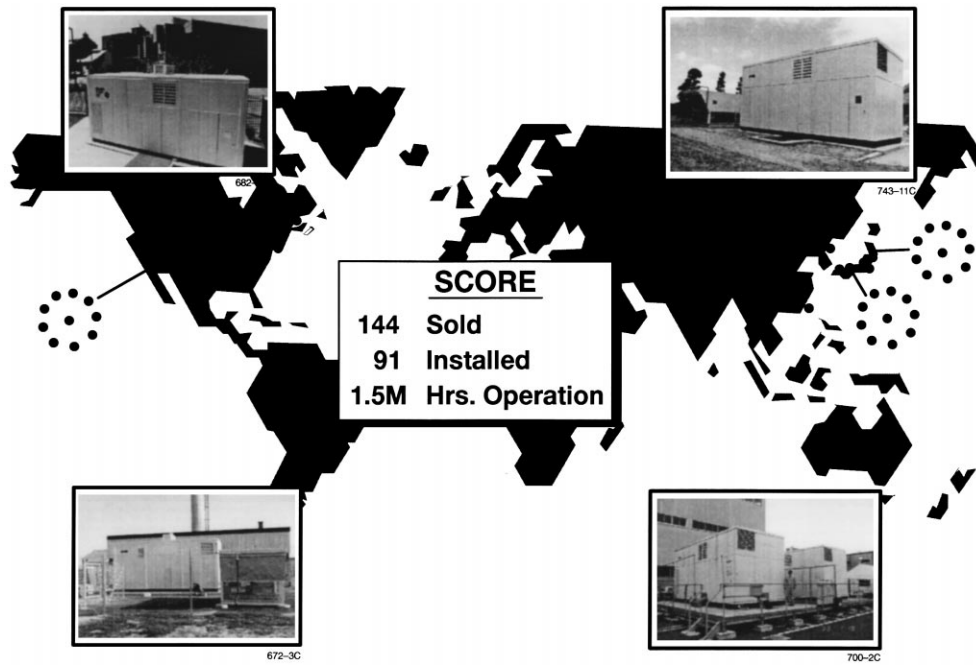 682-
743–11C
SCORE
144 Sold
91 Installed
1.5M Hrs. Operation
672–3C
700–2C